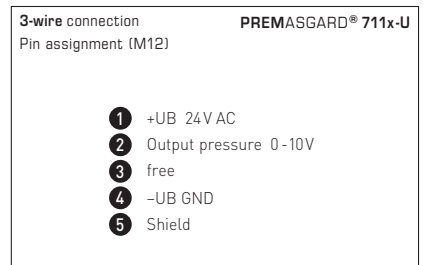 3-wire connection PREMASGARD® 711x-U
Pin assignment (M12)
1 +UB 24V AC
2 Output pressure 0-10V
3 free
4 –UB GND
5 Shield